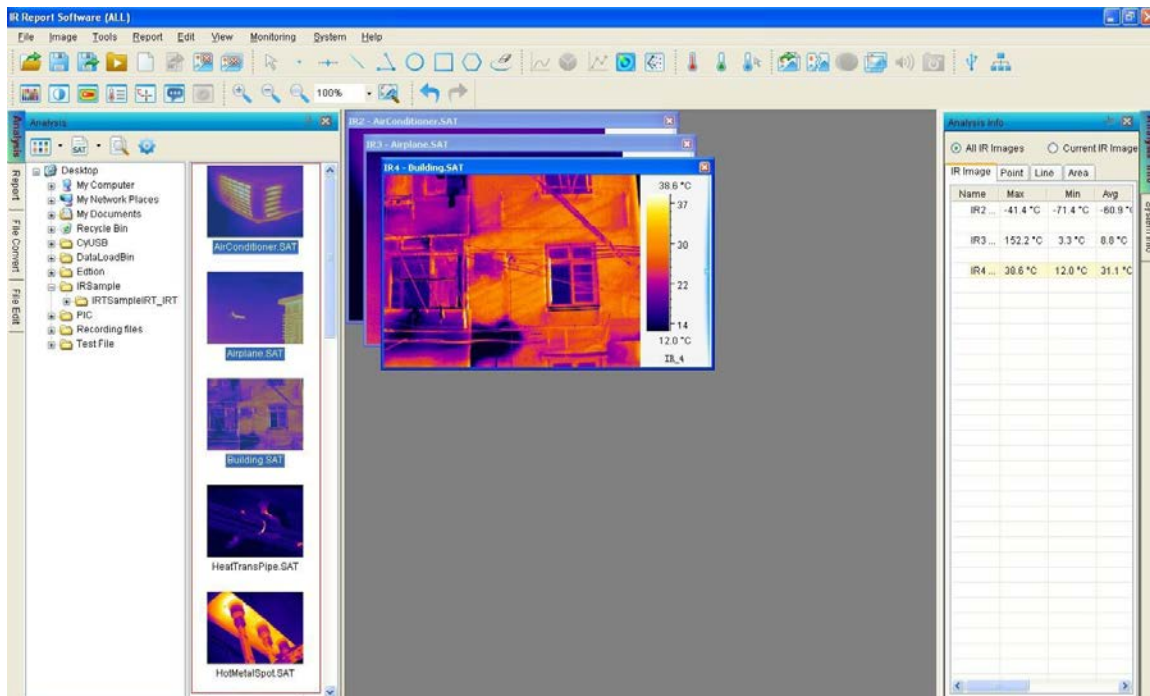 IR Report Software (ALL)
File Image Tools Report Edit View Monitoring System Help
100%
Analysis
Report
File Convert
File Edit
Analysis
SAT
Desktop
My Computer
My Network Places
My Documents
Recycle Bin
CyUSB
DataLoadBin
Edtion
IRSample
IRTSampleIRT_IRT
PIC
Recording files
Test File
AirConditioner.SAT
Airplane.SAT
Building.SAT
HeatTransPipe.SAT
HotMetalSpot.SAT
IR2 - AirConditioner.SAT
IR3 - Airplane.SAT
IR4 - Building.SAT
38.6 °C
37
30
22
14
12.0 °C
IR_4
Analysis Info
All IR Images Current IR Image
IR Image Point Line Area
Name Max Min Avg
IR2 ... -41.4 °C -71.4 °C -60.9 °
IR3 ... 152.2 °C 3.3 °C 8.8 °C
IR4 ... 38.6 °C 12.0 °C 31.1 °C